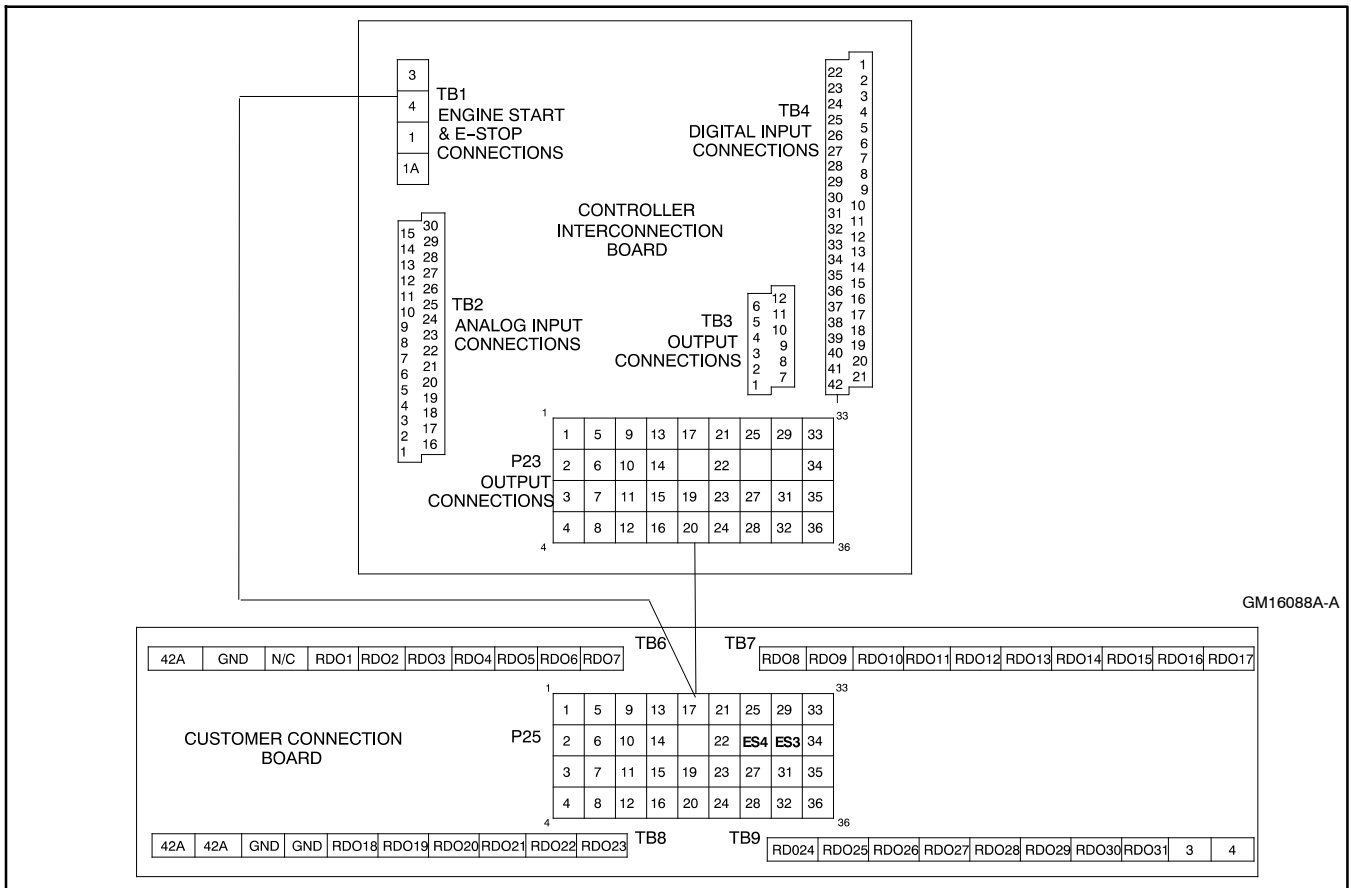 3
4
1
1A
TB1
ENGINE START
& E−STOP
CONNECTIONS
TB4
DIGITAL INPUT
CONNECTIONS
22 1
23 2
24 3
25 4
26 5
27 6
28 7
29 8
30 9
31 10
32 11
33 12
34 13
35 14
36 15
37 16
38 17
39 18
40 19
41 20
42 21
CONTROLLER
INTERCONNECTION
BOARD
15 30
14 29
13 28
12 27
11 26
10 25
9 24
8 23
7 22
6 21
5 20
4 19
3 18
2 17
1 16
TB2
ANALOG INPUT
CONNECTIONS
TB3
OUTPUT
CONNECTIONS
6 12
5 11
4 10
3 9
2 8
1 7
P23
OUTPUT
CONNECTIONS
1 33
1 5 9 13 17 21 25 29 33
2 6 10 14 22 34
3 7 11 15 19 23 27 31 35
4 8 12 16 20 24 28 32 36
4 36
GM16088A-A
TB6
42A GND N/C RDO1 RDO2 RDO3 RDO4 RDO5 RDO6 RDO7
TB7
RDO8 RDO9 RDO10 RDO11 RDO12 RDO13 RDO14 RDO15 RDO16 RDO17
CUSTOMER CONNECTION
BOARD
P25
1 33
1 5 9 13 17 21 25 29 33
2 6 10 14 22 ES4 ES3 34
3 7 11 15 19 23 27 31 35
4 8 12 16 20 24 28 32 36
4 36
TB8
42A 42A GND GND RDO18 RDO19 RDO20 RDO21 RDO22 RDO23
TB9
RD024 RDO25 RDO26 RDO27 RDO28 RDO29 RDO30 RDO31 3 4